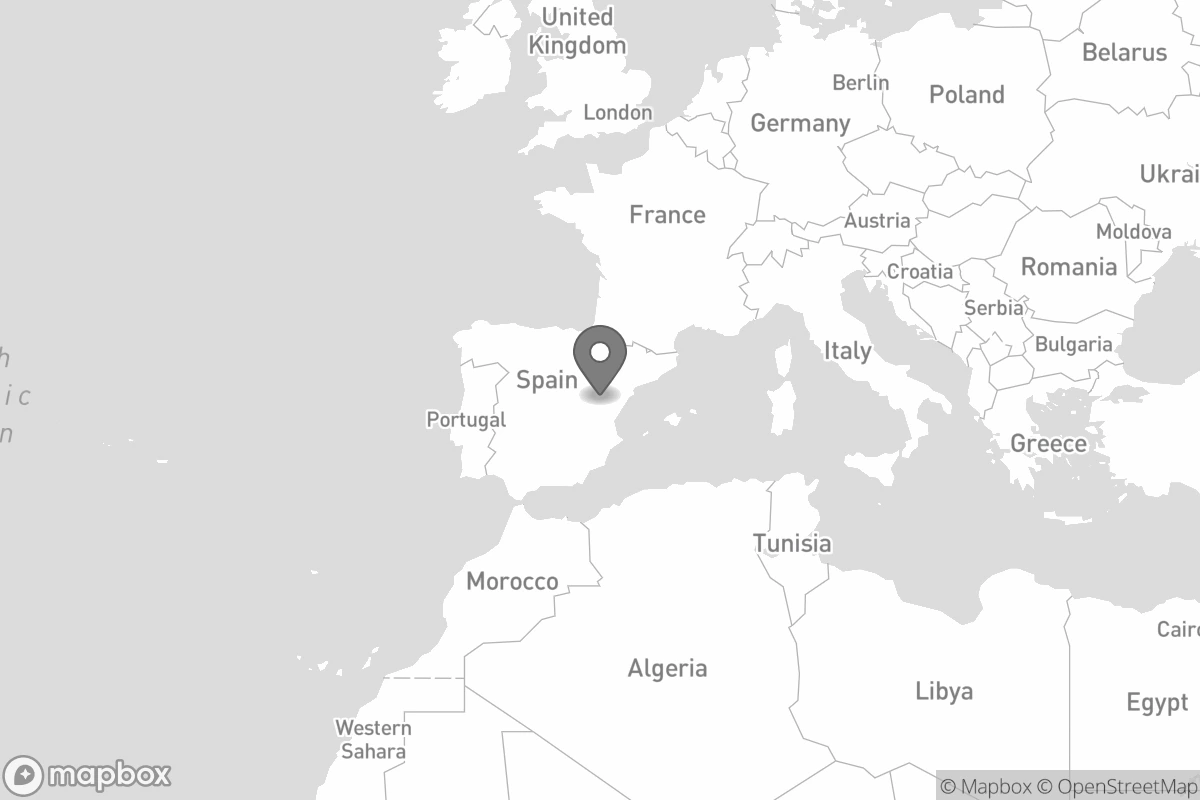 United
Kingdom
Belarus
Berlin
Poland
London
Germany
Ukrai
France
Austria
Moldova
Croatia
Romania
Serbia
h
Bulgaria
Italy
Spain
ic
Portugal
n
Greece
Tunisia
Morocco
Cairo
Algeria
Libya
Egypt
Western
Sahara
mapbox
© Mapbox © OpenStreetMap